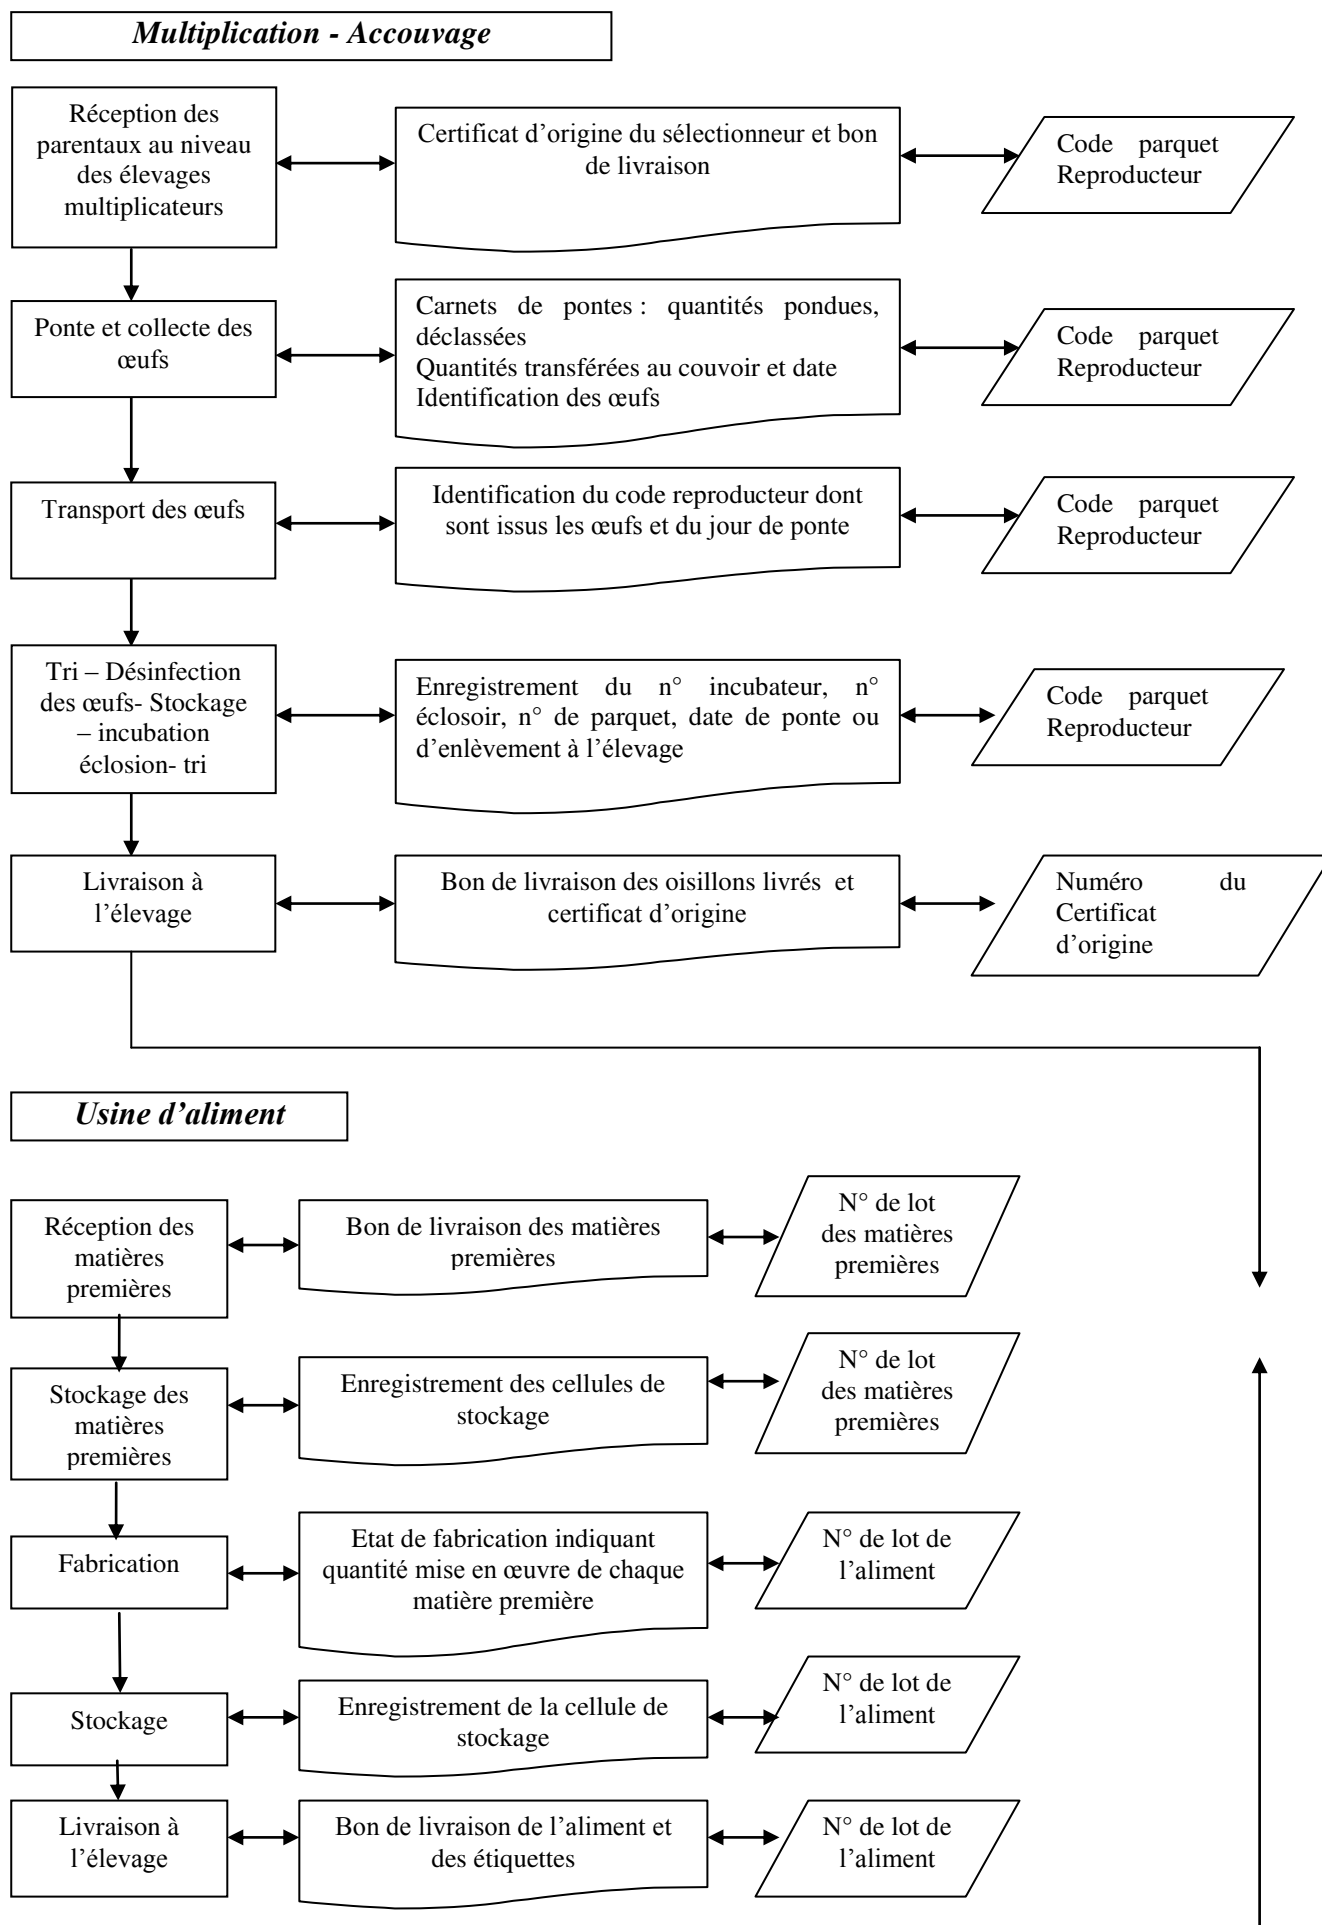 Multiplication - Accouvage
Réception des
parentaux au niveau
des élevages
multiplicateurs
Certificat d’origine du sélectionneur et bon
de livraison
Code parquet
Reproducteur
Ponte et collecte des
œufs
Carnets de pontes : quantités pondues,
déclassées
Quantités transférées au couvoir et date
Identification des œufs
Code parquet
Reproducteur
Transport des œufs
Identification du code reproducteur dont
sont issus les œufs et du jour de ponte
Code parquet
Reproducteur
Tri – Désinfection
des œufs- Stockage
– incubation
éclosion- tri
Enregistrement du n° incubateur, n°
éclosoir, n° de parquet, date de ponte ou
d’enlèvement à l’élevage
Code parquet
Reproducteur
Livraison à
l’élevage
Bon de livraison des oisillons livrés et
certificat d’origine
Numéro du
Certificat
d’origine
Usine d’aliment
Réception des
matières
premières
Bon de livraison des matières
premières
N° de lot
des matières
premières
Stockage des
matières
premières
Enregistrement des cellules de
stockage
N° de lot
des matières
premières
Fabrication
Etat de fabrication indiquant
quantité mise en œuvre de chaque
matière première
N° de lot de
l’aliment
Stockage
Enregistrement de la cellule de
stockage
N° de lot de
l’aliment
Livraison à
l’élevage
Bon de livraison de l’aliment et
des étiquettes
N° de lot de
l’aliment